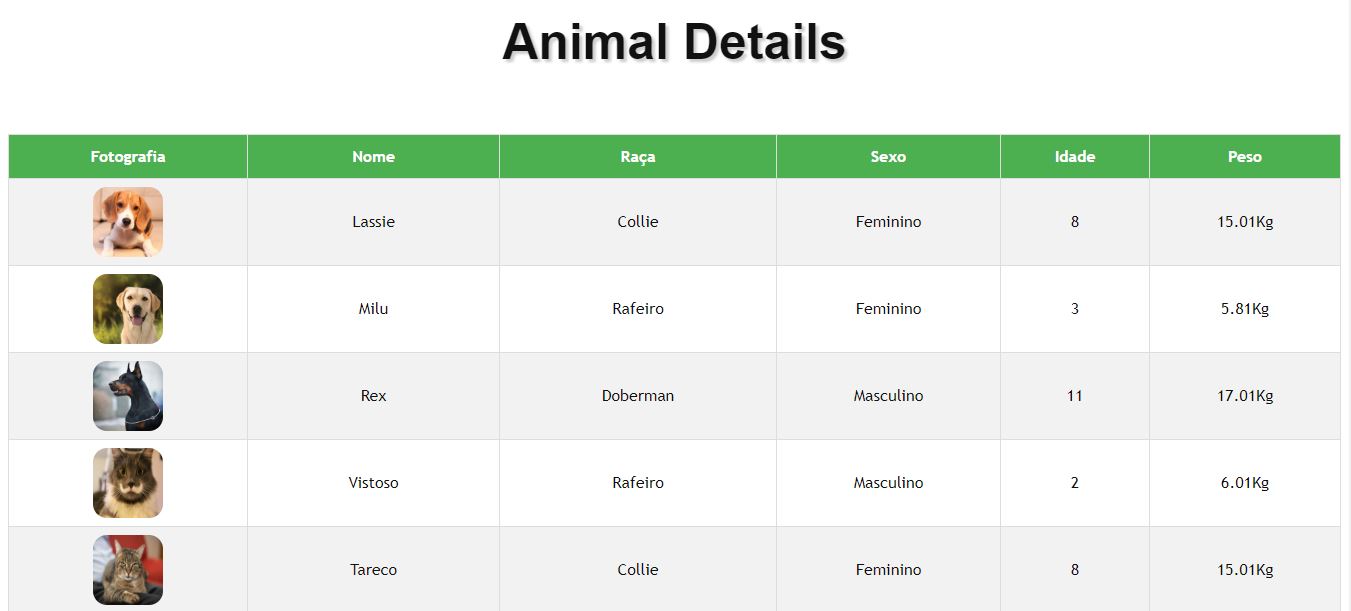 Animal Details
Fotografia Nome Raça Sexo Idade Peso
Lassie Collie Feminino 8 15.01Kg
Milu Rafeiro Feminino 3 5.81Kg
Rex Doberman Masculino 11 17.01Kg
Vistoso Rafeiro Masculino 2 6.01Kg
Tareco Collie Feminino 8 15.01Kg